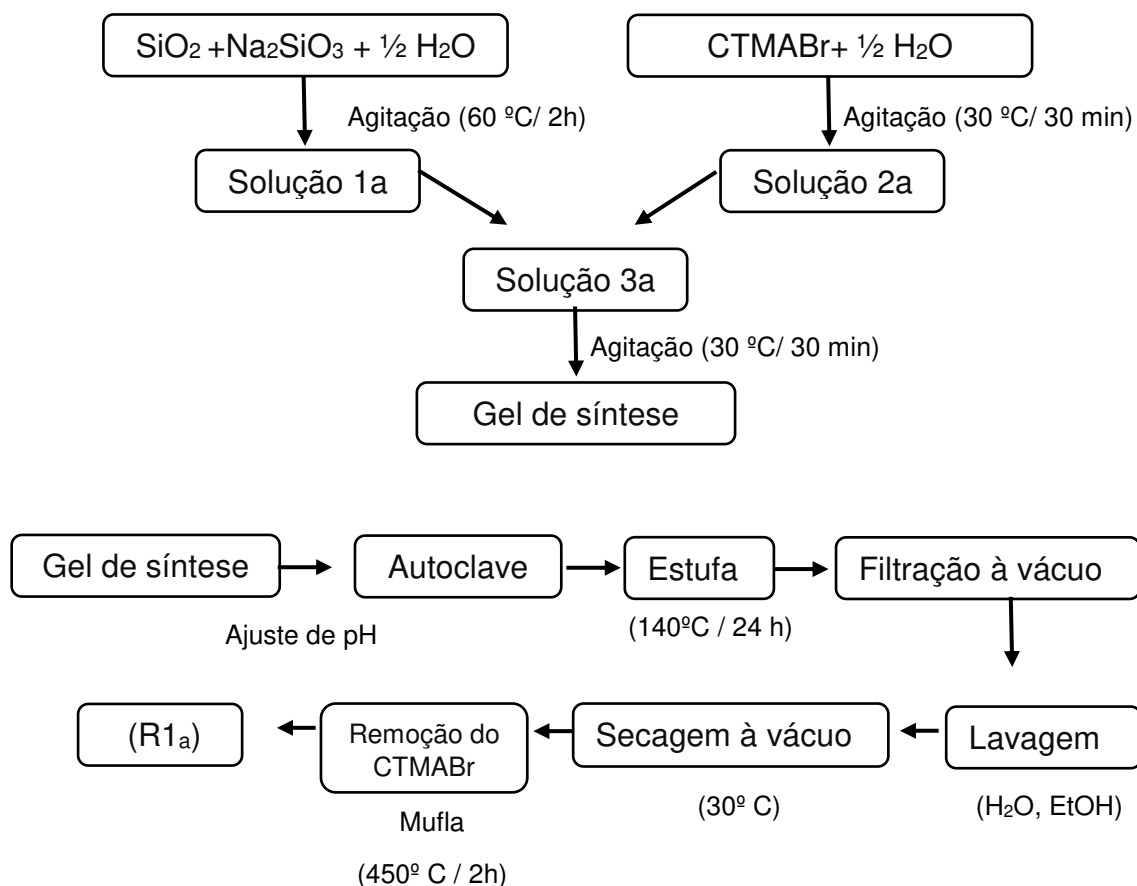 SiO₂ +Na₂SiO₃ + ½ H₂O
CTMABr+ ½ H₂O
Agitação (60 ºC/ 2h)
Agitação (30 ºC/ 30 min)
Solução 1a
Solução 2a
Solução 3a
Agitação (30 ºC/ 30 min)
Gel de síntese
Gel de síntese
Autoclave
Estufa
Filtração à vácuo
Ajuste de pH
(140ºC / 24 h)
(R1ₐ)
Remoção do
CTMABr
Secagem à vácuo
Lavagem
Mufla
(30º C)
(H₂O, EtOH)
(450º C / 2h)